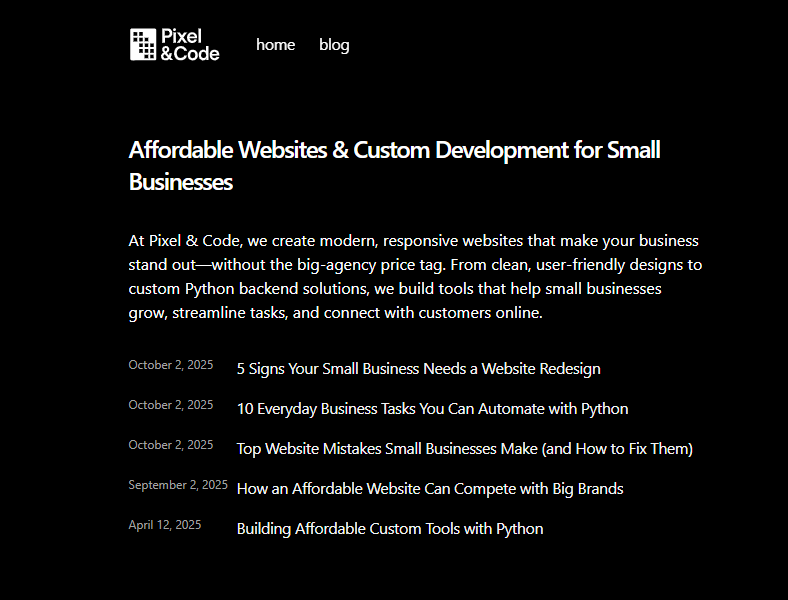 Pixel
&Code
home blog
Affordable Websites & Custom Development for Small
Businesses
At Pixel & Code, we create modern, responsive websites that make your business
stand out—without the big-agency price tag. From clean, user-friendly designs to
custom Python backend solutions, we build tools that help small businesses
grow, streamline tasks, and connect with customers online.
October 2, 2025 5 Signs Your Small Business Needs a Website Redesign
October 2, 2025 10 Everyday Business Tasks You Can Automate with Python
October 2, 2025 Top Website Mistakes Small Businesses Make (and How to Fix Them)
September 2, 2025 How an Affordable Website Can Compete with Big Brands
April 12, 2025 Building Affordable Custom Tools with Python